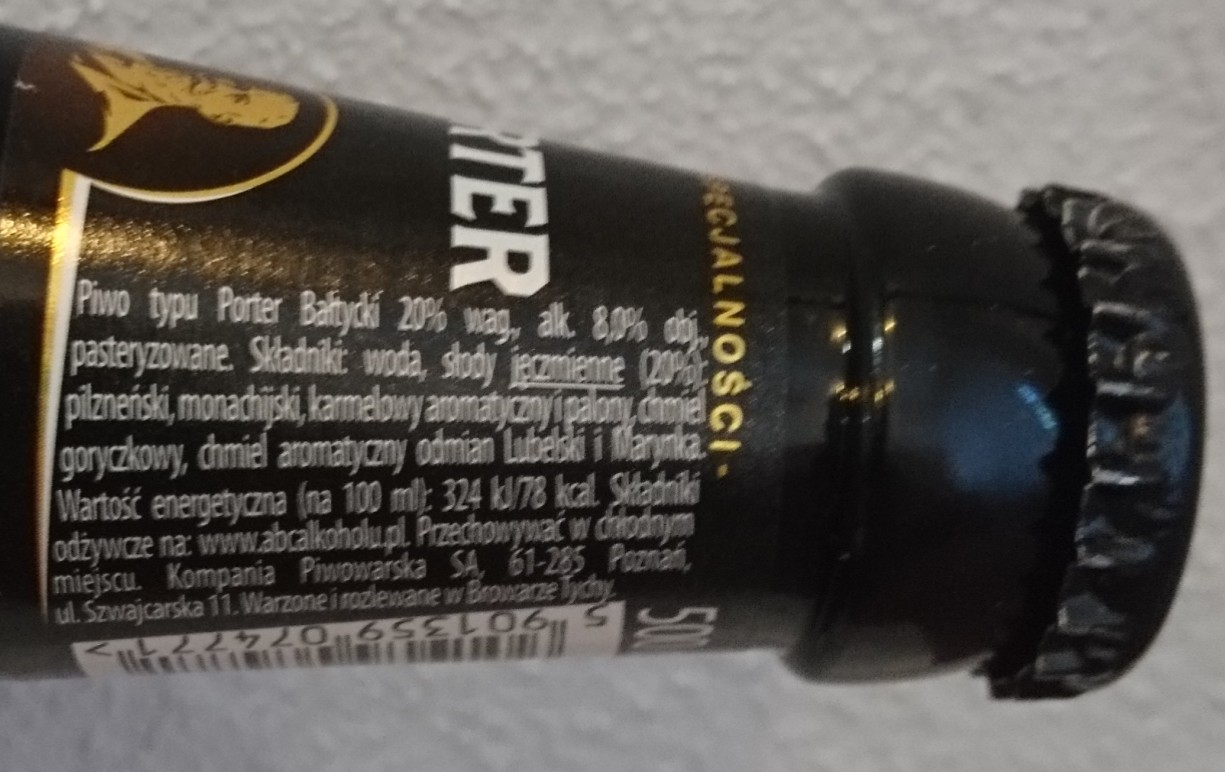 RTER
PECJALNOŚCI -
Piwo typu Porter Bałtycki 20% wag., alk. 8,0% obj.,
pasteryzowane. Składniki: woda, słody jęczmienne (20%):
pilzneński, monachijski, karmelowy aromatyczny i palony, chmiel
goryczkowy, chmiel aromatyczny odmian Lubelski i Marynka.
Wartość energetyczna (na 100 ml): 324 kJ/78 kcal. Składniki
odżywcze na: www.abcalkoholu.pl. Przechowywać w chłodnym
miejscu. Kompania Piwowarska SA, 61-285 Poznań,
ul. Szwajcarska 11. Warzone i rozlewane w Browarze Tychy.
5 901359 074771 >
500